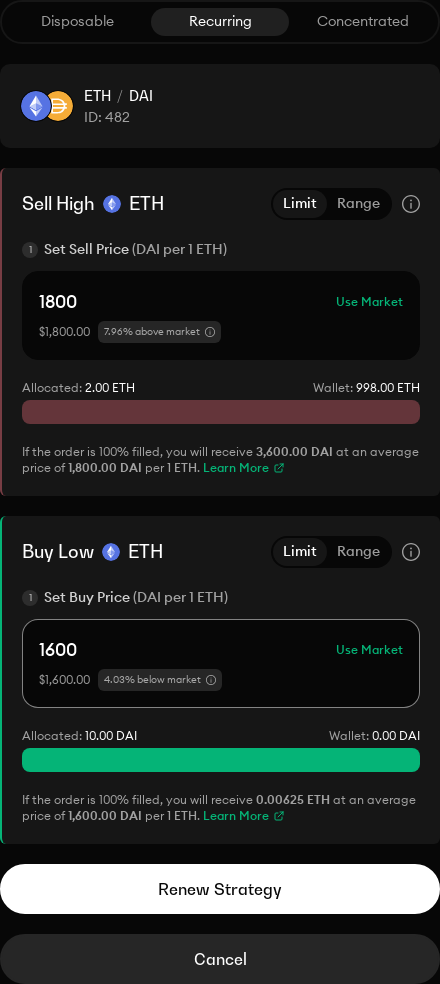 Disposable Recurring Concentrated
ETH / DAI
ID: 482
Sell High ETH Limit Range
1 Set Sell Price (DAI per 1 ETH)
1800 Use Market
$1,800.00 7.96% above market
Allocated: 2.00 ETH Wallet: 998.00 ETH
If the order is 100% filled, you will receive 3,600.00 DAI at an average
price of 1,800.00 DAI per 1 ETH. Learn More
Buy Low ETH Limit Range
1 Set Buy Price (DAI per 1 ETH)
1600 Use Market
$1,600.00 4.03% below market
Allocated: 10.00 DAI Wallet: 0.00 DAI
If the order is 100% filled, you will receive 0.00625 ETH at an average
price of 1,600.00 DAI per 1 ETH. Learn More
Renew Strategy
Cancel